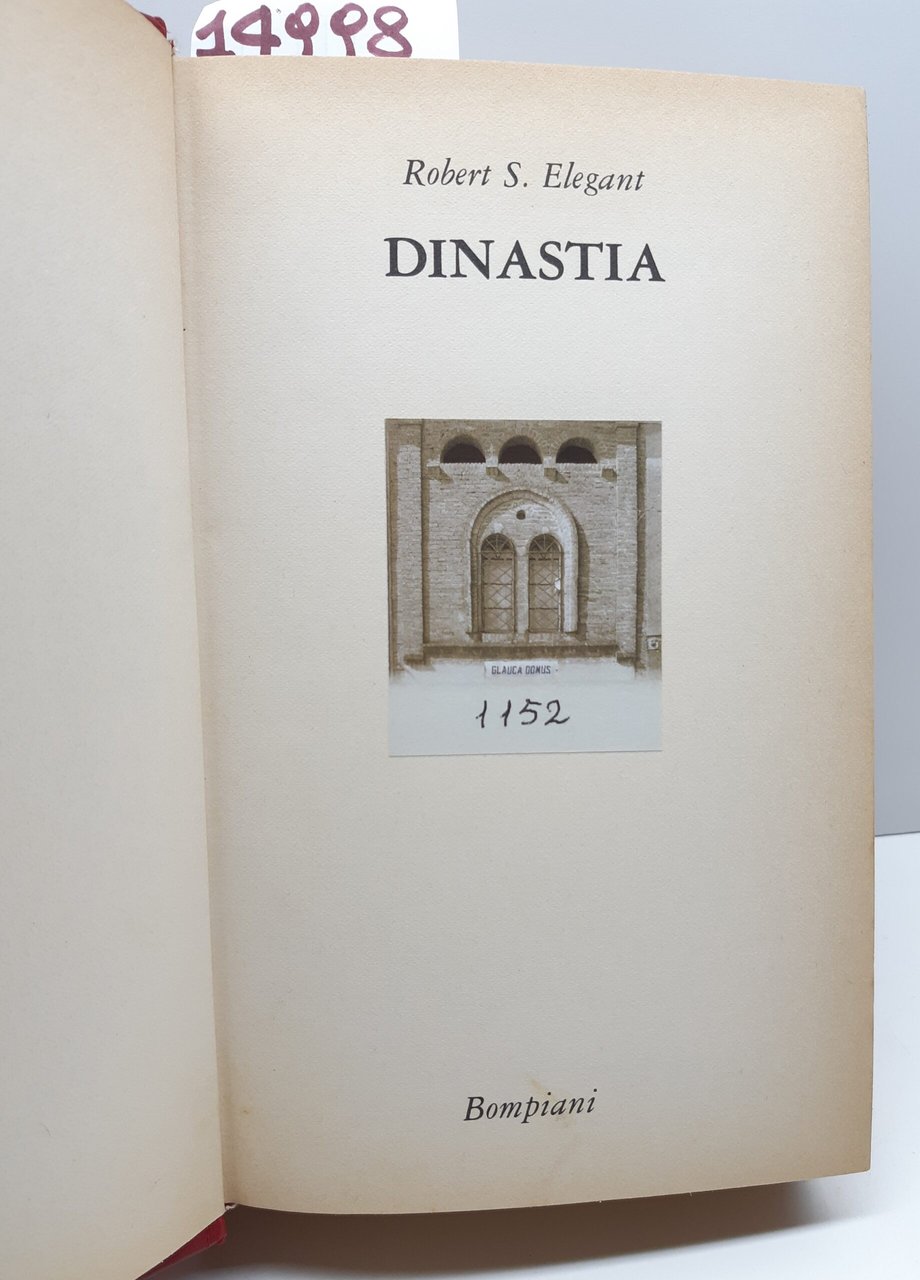 14998
Robert S. Elegant
DINASTIA
GLAUCA DOMUS
1152
Bompiani